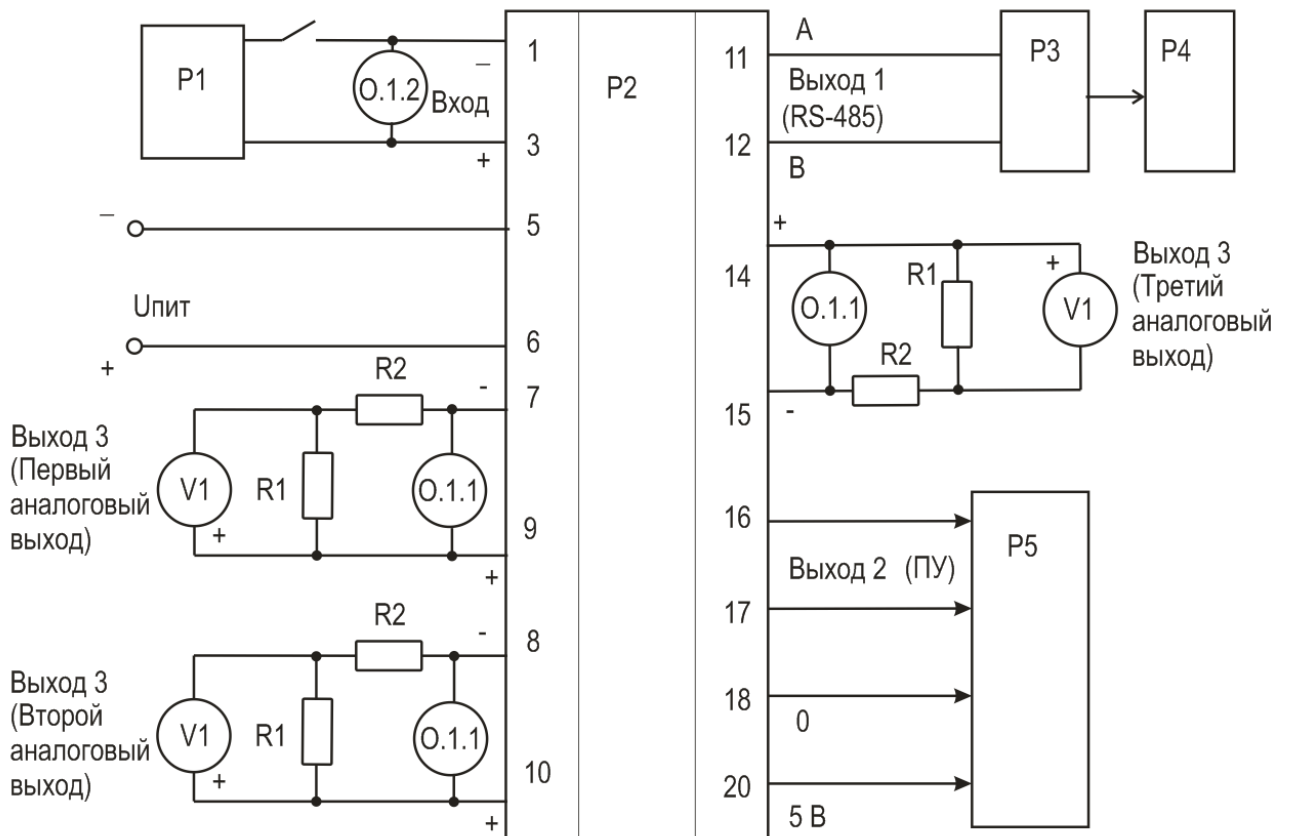 P1
O.1.2
Вход
_
+
1
3
P2
_
5
Uпит
+
6
R2
-
7
Выход 3
(Первый
аналоговый
выход)
V1
+
R1
O.1.1
9
+
R2
-
8
Выход 3
(Второй
аналоговый
выход)
V1
+
R1
O.1.1
10
+
11
A
Выход 1
(RS-485)
12
B
P3
P4
+
14
O.1.1
R1
R2
+
V1
Выход 3
(Третий
аналоговый
выход)
15
-
16
Выход 2 (ПУ)
17
18
0
20
5 В
P5